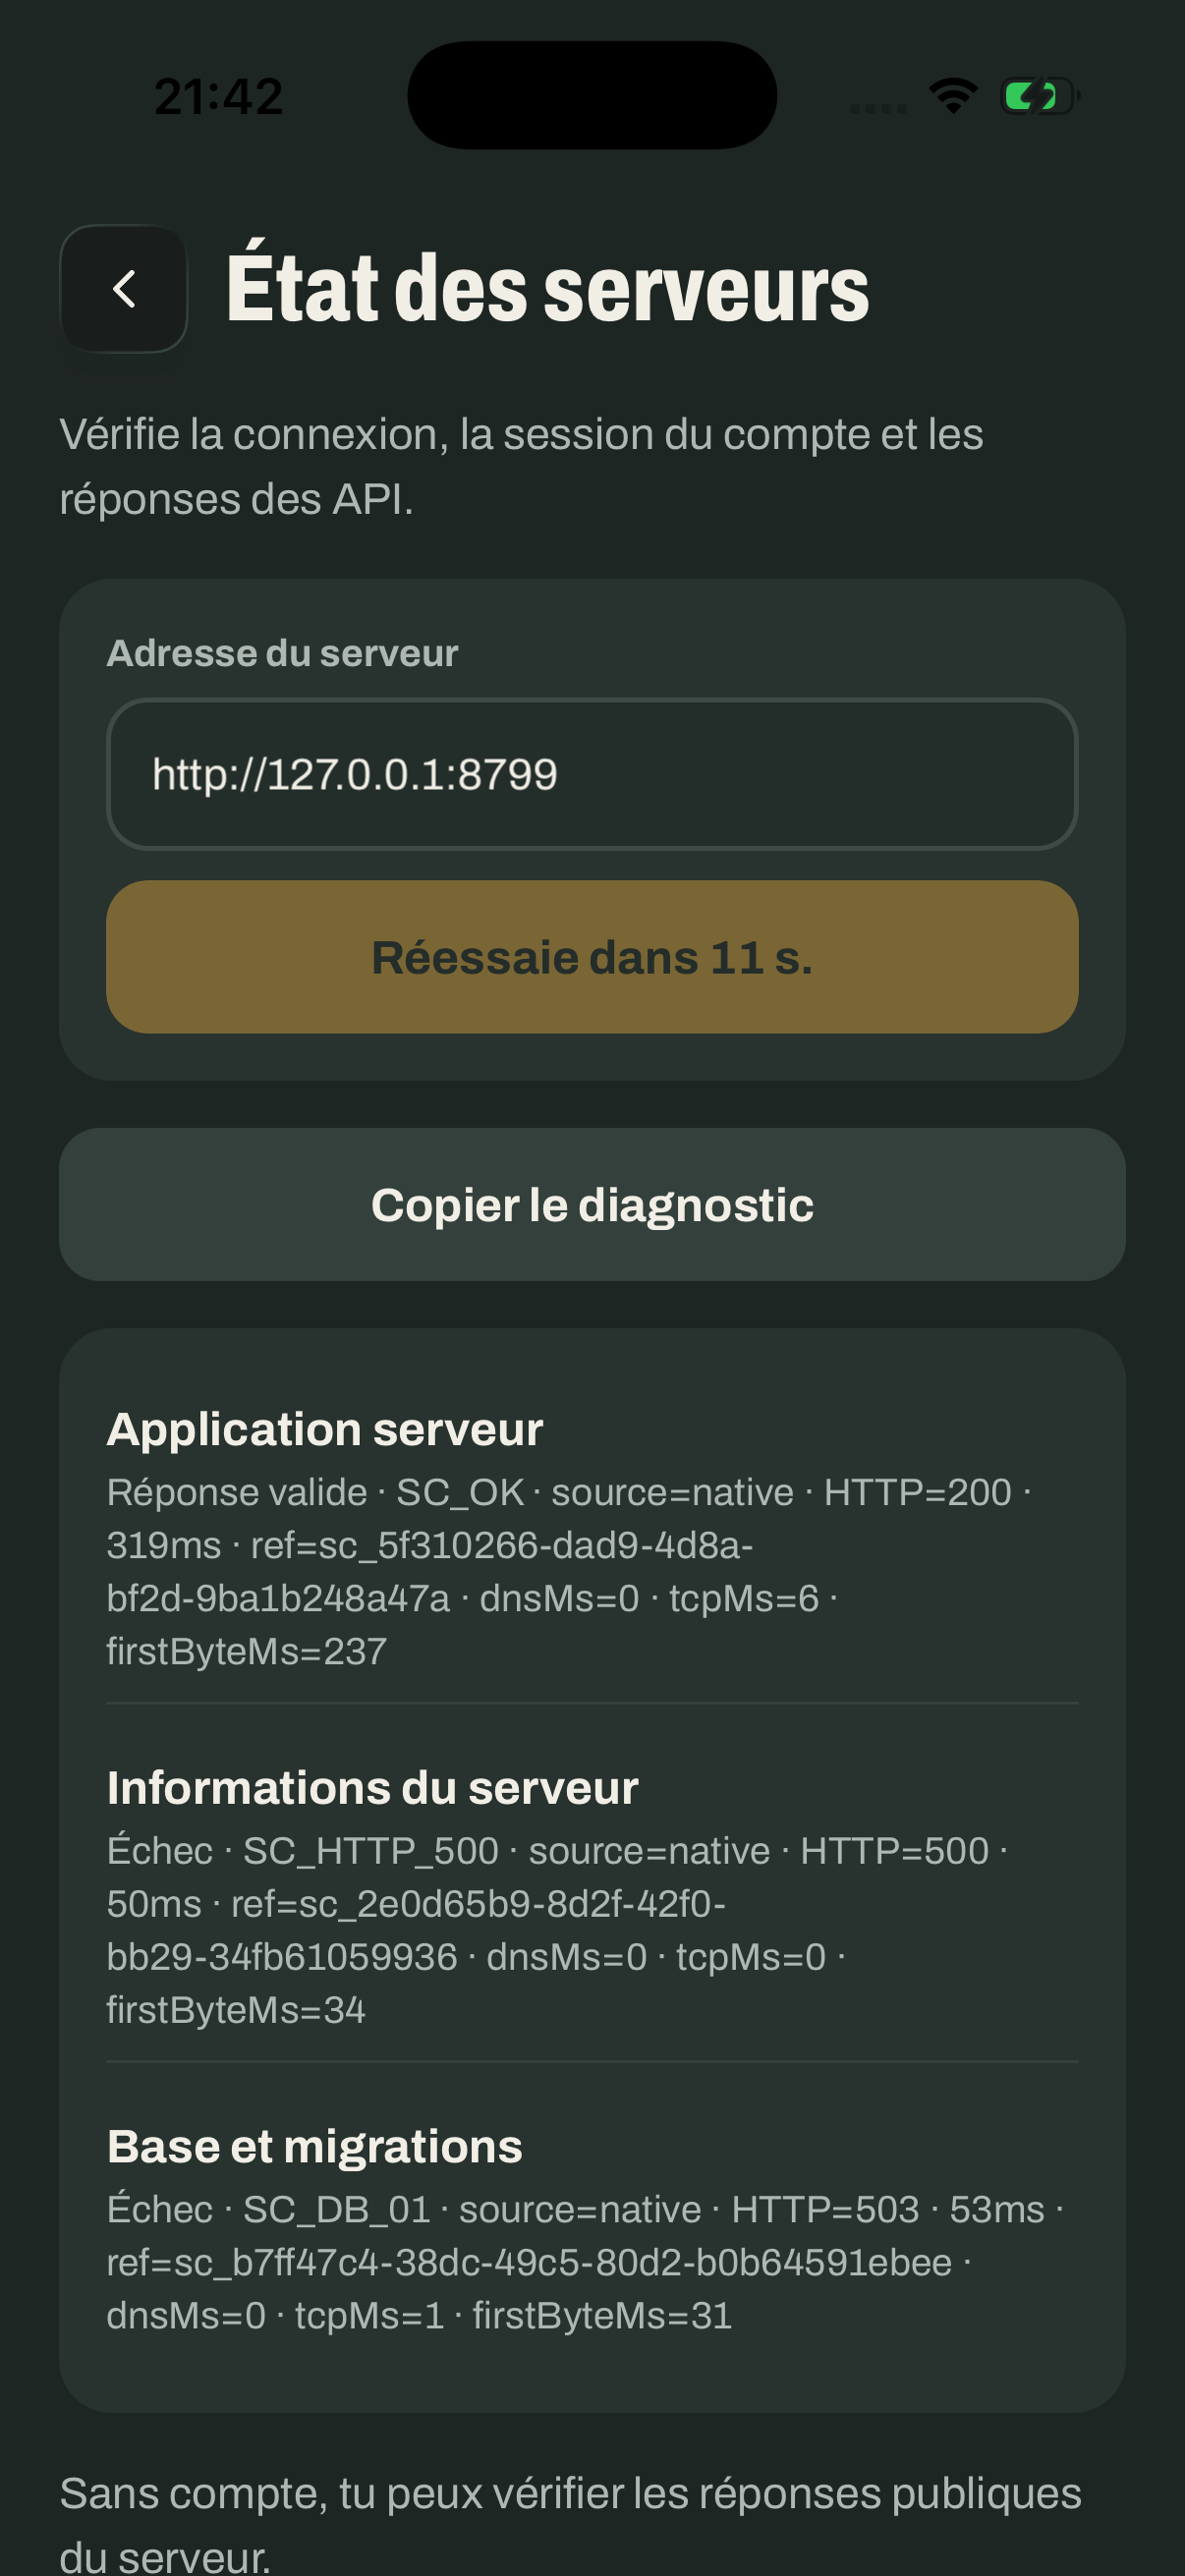 21:42
État des serveurs
Vérifie la connexion, la session du compte et les
réponses des API.
Adresse du serveur
http://127.0.0.1:8799
Réessaie dans 11 s.
Copier le diagnostic
Application serveur
Réponse valide · SC_OK · source=native · HTTP=200 ·
319ms · ref=sc_5f310266-dad9-4d8a-
bf2d-9ba1b248a47a · dnsMs=0 · tcpMs=6 ·
firstByteMs=237
Informations du serveur
Échec · SC_HTTP_500 · source=native · HTTP=500 ·
50ms · ref=sc_2e0d65b9-8d2f-42f0-
bb29-34fb61059936 · dnsMs=0 · tcpMs=0 ·
firstByteMs=34
Base et migrations
Échec · SC_DB_01 · source=native · HTTP=503 · 53ms ·
ref=sc_b7ff47c4-38dc-49c5-80d2-b0b64591ebee ·
dnsMs=0 · tcpMs=1 · firstByteMs=31
Sans compte, tu peux vérifier les réponses publiques
du serveur.